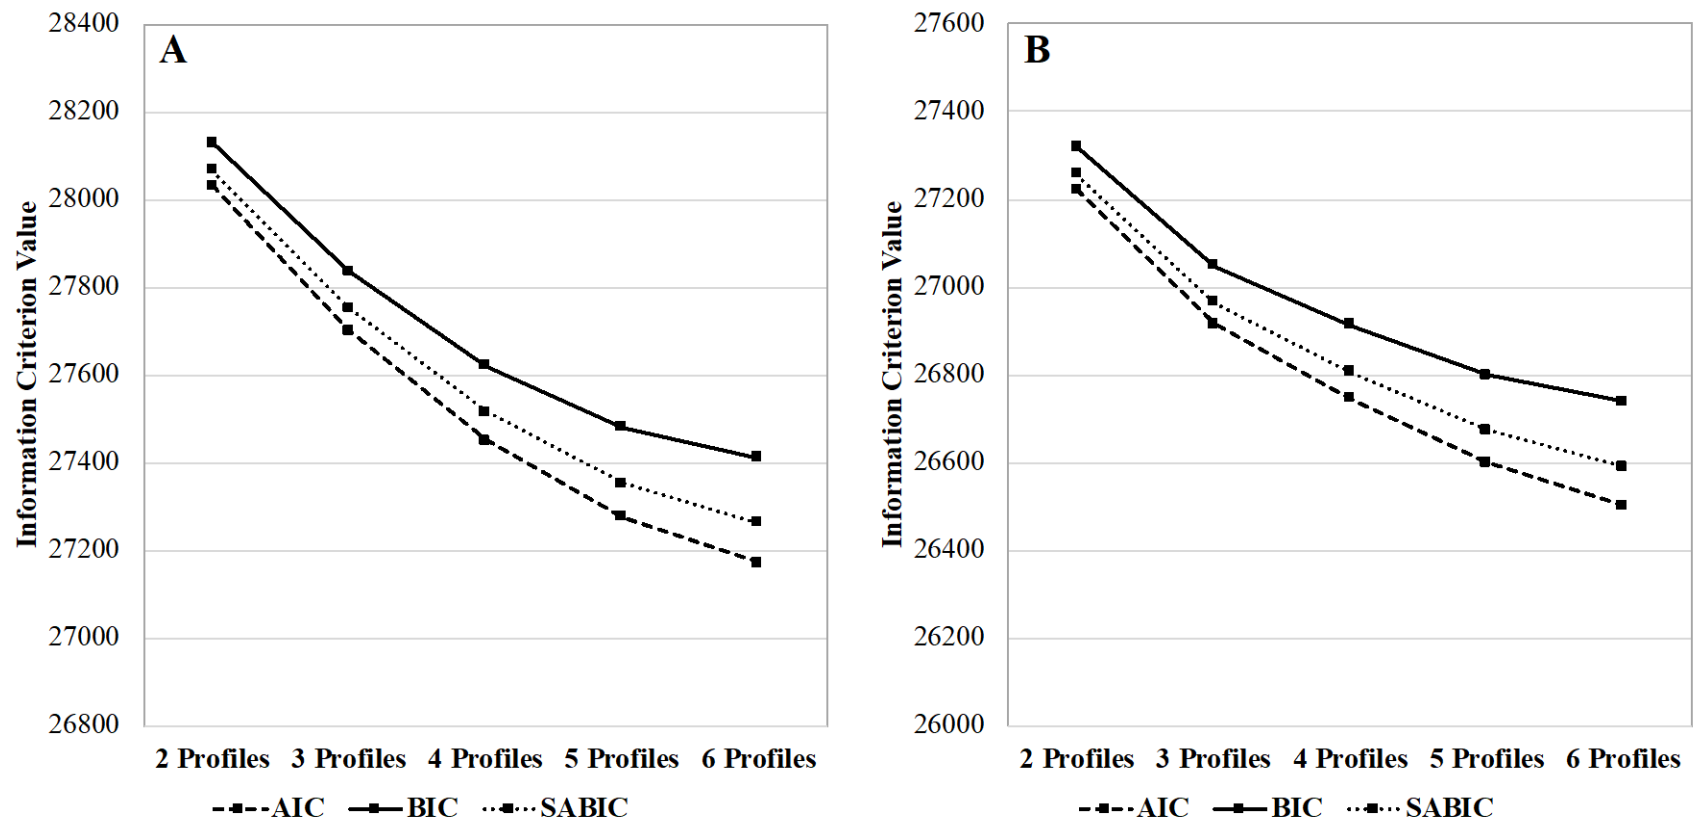 A
Information Criterion Value
28400
28200
28000
27800
27600
27400
27200
27000
26800
2 Profiles 3 Profiles 4 Profiles 5 Profiles 6 Profiles
AIC BIC SABIC
B
Information Criterion Value
27600
27400
27200
27000
26800
26600
26400
26200
26000
2 Profiles 3 Profiles 4 Profiles 5 Profiles 6 Profiles
AIC BIC SABIC